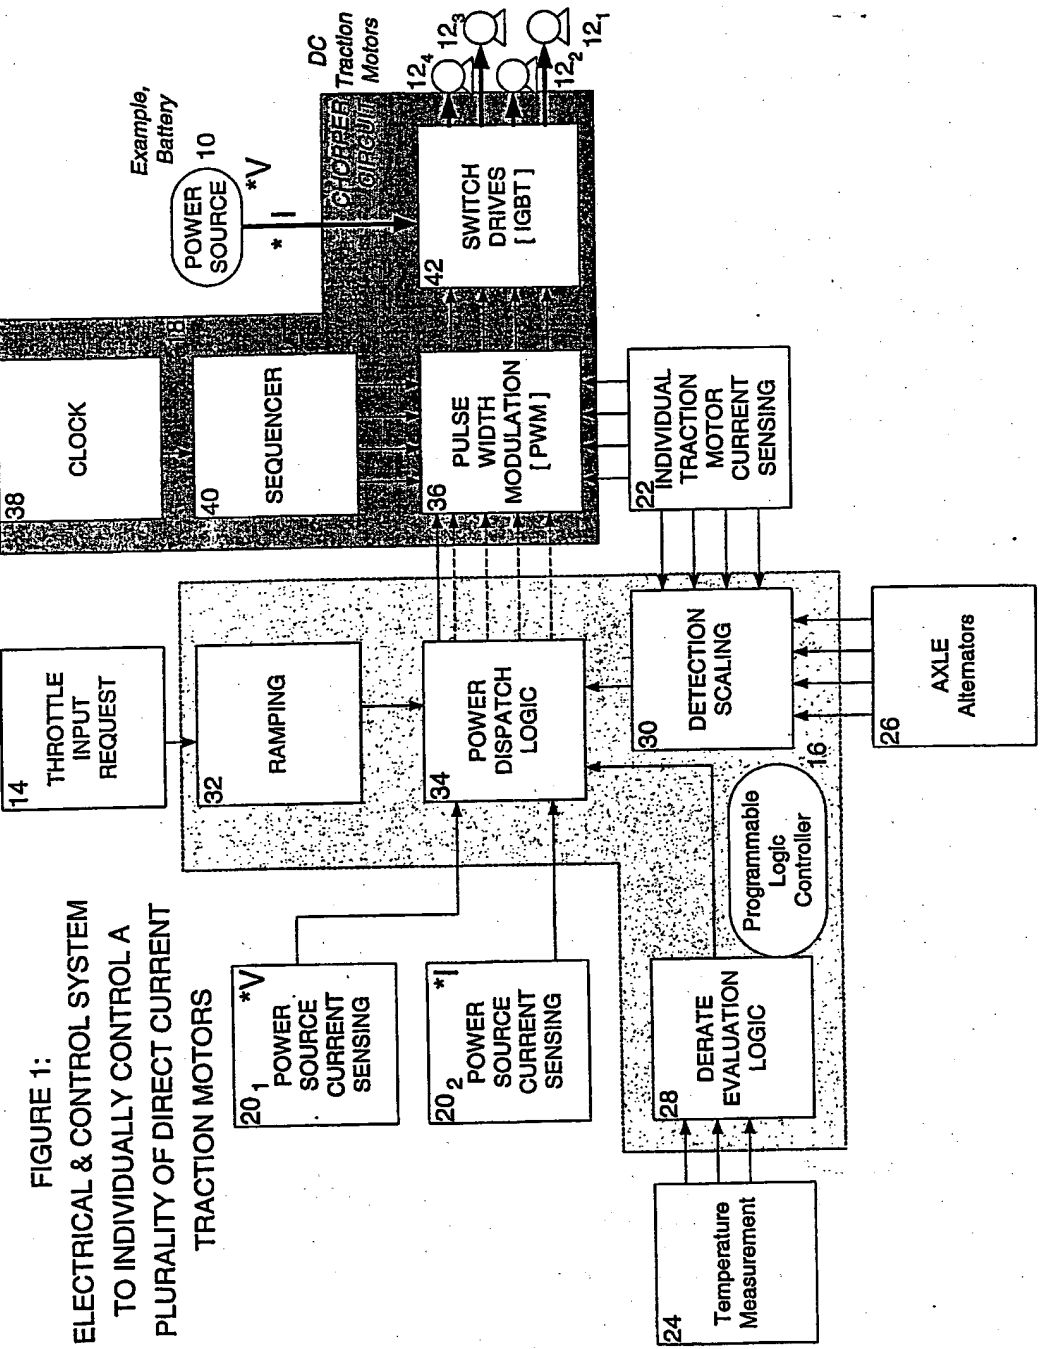 FIGURE 1:
ELECTRICAL & CONTROL SYSTEM
TO INDIVIDUALLY CONTROL A
PLURALITY OF DIRECT CURRENT
TRACTION MOTORS
14
THROTTLE
INPUT
REQUEST
38
CLOCK
18
Example,
Battery
POWER
SOURCE
10
*V
* I
DC
Traction
Motors
CHOPPER
CIRCUIT
32
RAMPING
40
SEQUENCER
20₁
*V
POWER
SOURCE
CURRENT
SENSING
20₂
*I
POWER
SOURCE
CURRENT
SENSING
34
POWER
DISPATCH
LOGIC
36
PULSE
WIDTH
MODULATION
[ PWM ]
42
SWITCH
DRIVES
[ IGBT ]
12₄
12₃
12₂
12₁
24
Temperature
Measurement
28
DERATE
EVALUATION
LOGIC
Programmable
Logic
Controller
16
30
DETECTION
SCALING
22
INDIVIDUAL
TRACTION
MOTOR
CURRENT
SENSING
26
AXLE
Alternators